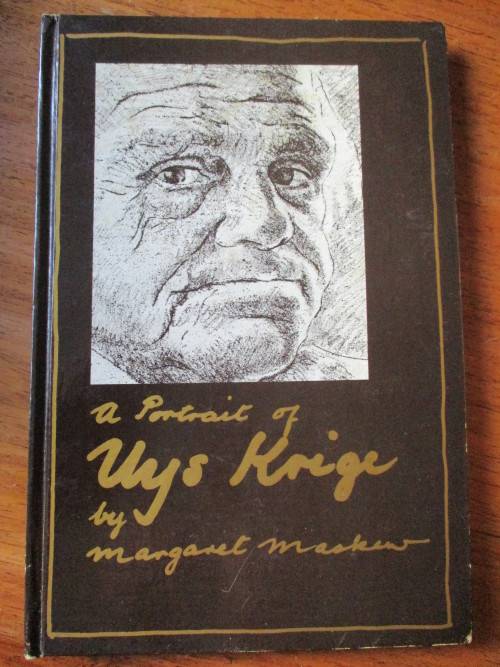 A Portrait of
Uys Krige
by
Margaret Maskew